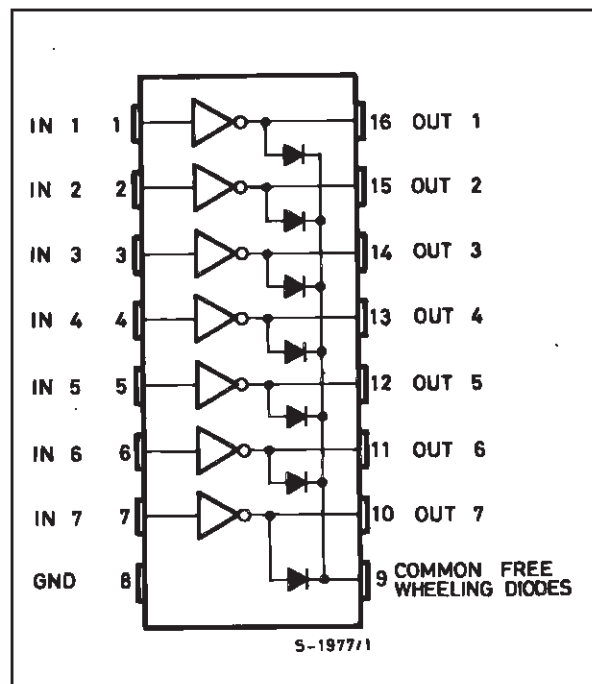 IN 1 1 16 OUT 1
IN 2 2 15 OUT 2
IN 3 3 14 OUT 3
IN 4 4 13 OUT 4
IN 5 5 12 OUT 5
IN 6 6 11 OUT 6
IN 7 7 10 OUT 7
GND 8 9 COMMON FREE
WHEELING DIODES
S-1977/1